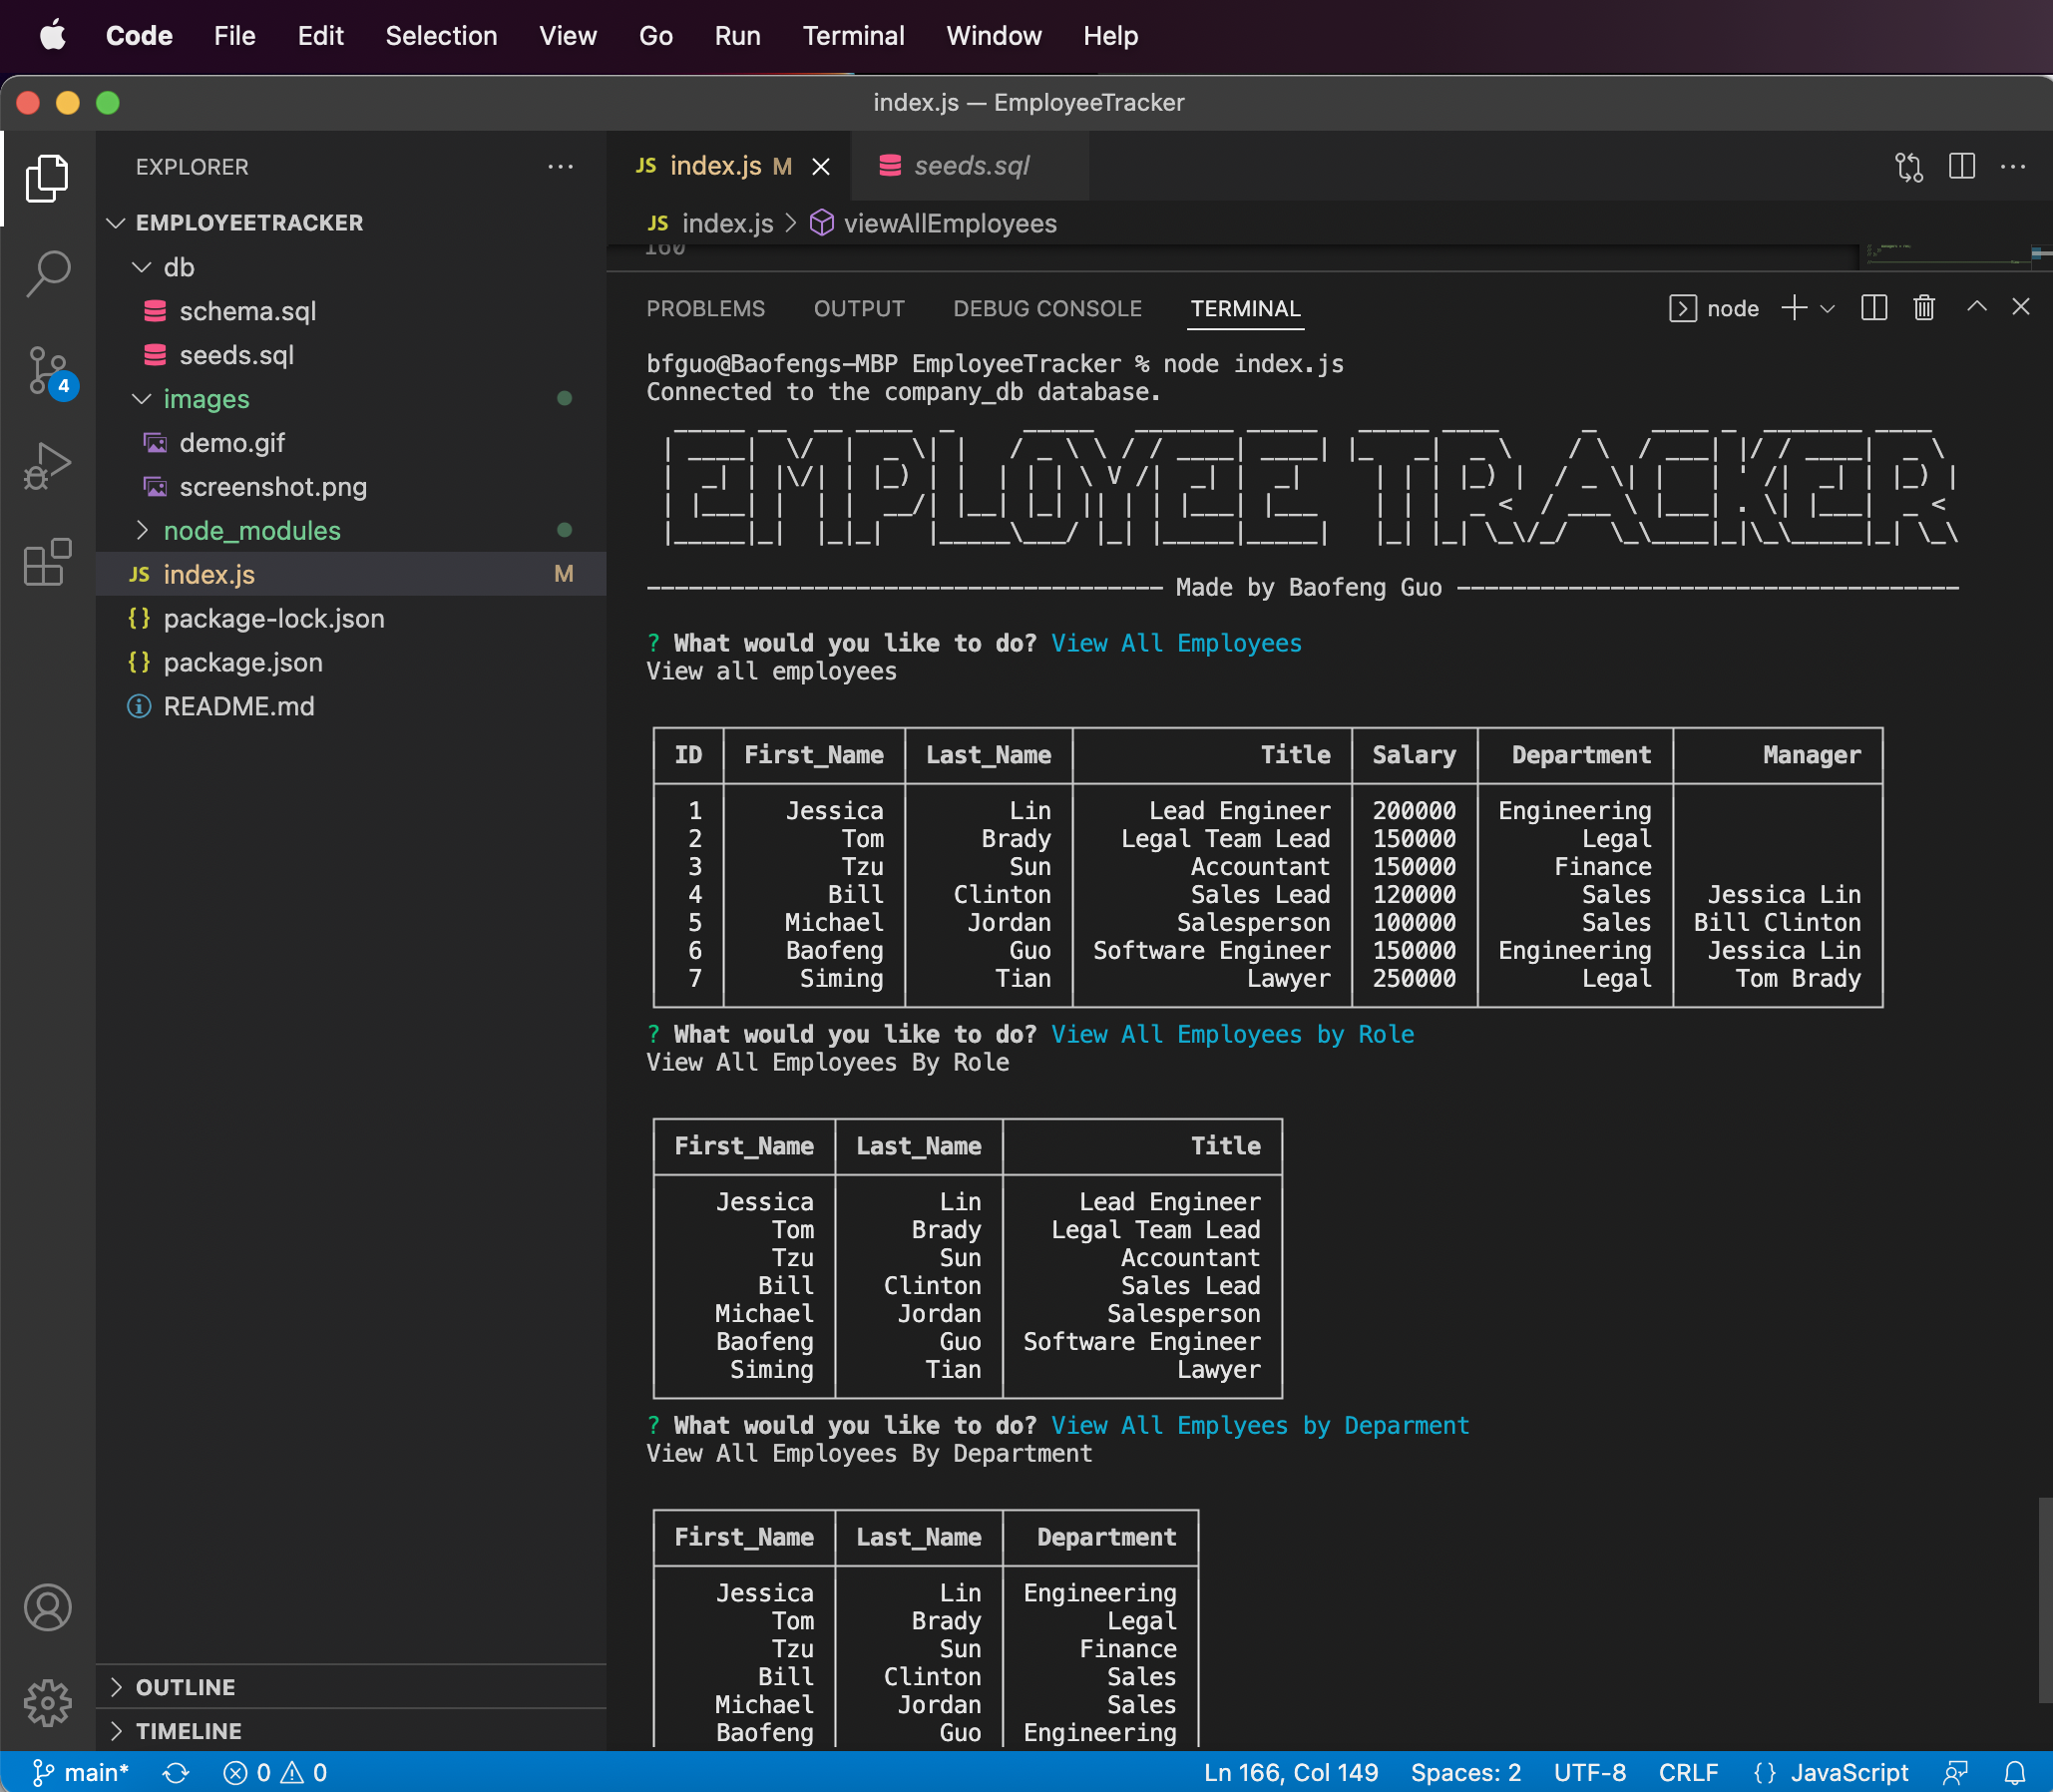 Code File Edit Selection View Go Run Terminal Window Help
index.js — EmployeeTracker
EXPLORER
EMPLOYEETRACKER
db
schema.sql
seeds.sql
images
demo.gif
screenshot.png
node_modules
JS index.js M
{} package-lock.json
{} package.json
README.md
4
OUTLINE
TIMELINE
JS index.js M
seeds.sql
JS index.js > viewAllEmployees
160
PROBLEMS OUTPUT DEBUG CONSOLE TERMINAL
node
bfguo@Baofengs-MBP EmployeeTracker % node index.js
Connected to the company_db database.
EMPLOYEE TRACKER
Made by Baofeng Guo
? What would you like to do? View All Employees
View all employees
ID First_Name Last_Name Title Salary Department Manager
1 Jessica Lin Lead Engineer 200000 Engineering
2 Tom Brady Legal Team Lead 150000 Legal
3 Tzu Sun Accountant 150000 Finance
4 Bill Clinton Sales Lead 120000 Sales Jessica Lin
5 Michael Jordan Salesperson 100000 Sales Bill Clinton
6 Baofeng Guo Software Engineer 150000 Engineering Jessica Lin
7 Siming Tian Lawyer 250000 Legal Tom Brady
? What would you like to do? View All Employees by Role
View All Employees By Role
First_Name Last_Name Title
Jessica Lin Lead Engineer
Tom Brady Legal Team Lead
Tzu Sun Accountant
Bill Clinton Sales Lead
Michael Jordan Salesperson
Baofeng Guo Software Engineer
Siming Tian Lawyer
? What would you like to do? View All Emplyees by Deparment
View All Employees By Department
First_Name Last_Name Department
Jessica Lin Engineering
Tom Brady Legal
Tzu Sun Finance
Bill Clinton Sales
Michael Jordan Sales
Baofeng Guo Engineering
main* 0 0 Ln 166, Col 149 Spaces: 2 UTF-8 CRLF {} JavaScript